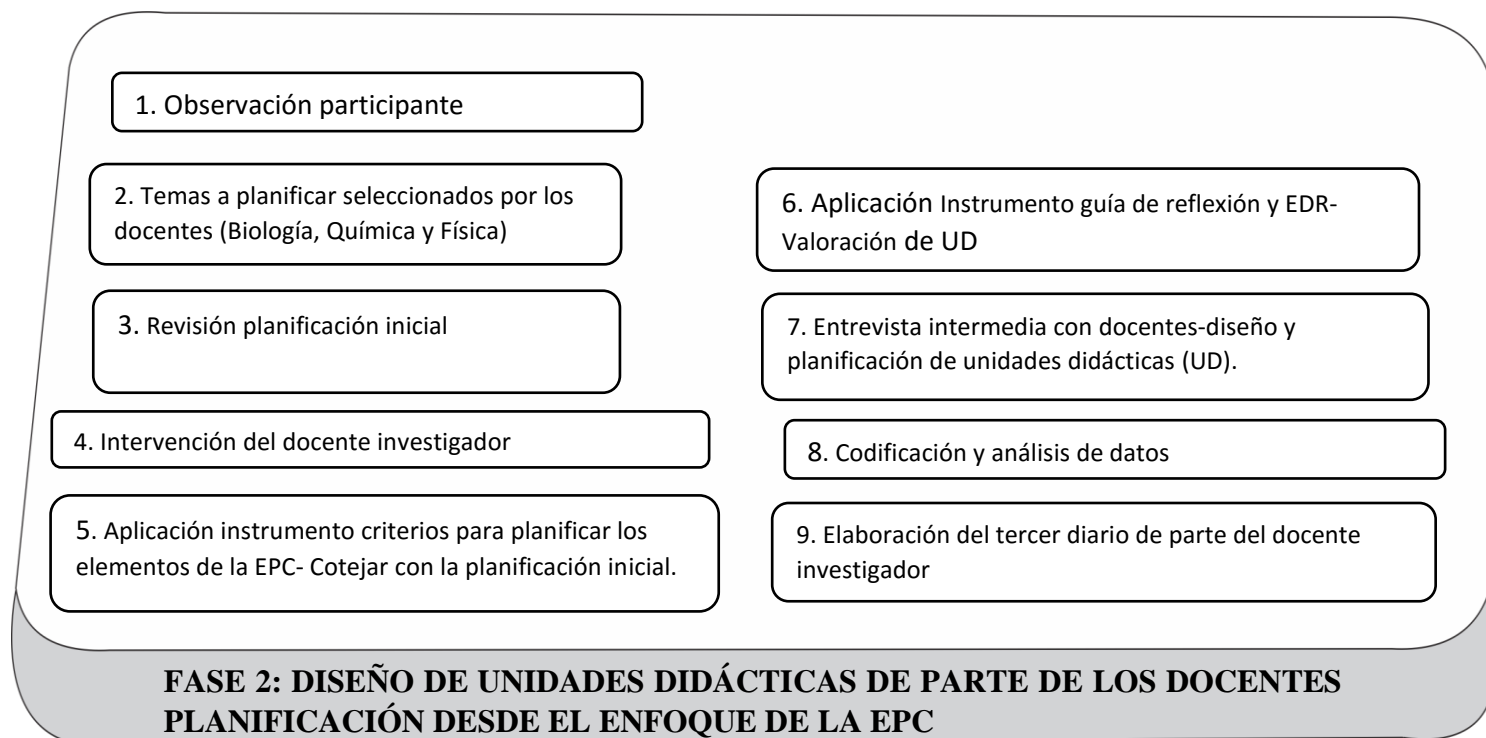 1. Observación participante
2. Temas a planificar seleccionados por los
docentes (Biología, Química y Física)
3. Revisión planificación inicial
4. Intervención del docente investigador
5. Aplicación instrumento criterios para planificar los
elementos de la EPC- Cotejar con la planificación inicial.
6. Aplicación Instrumento guía de reflexión y EDR-
Valoración de UD
7. Entrevista intermedia con docentes-diseño y
planificación de unidades didácticas (UD).
8. Codificación y análisis de datos
9. Elaboración del tercer diario de parte del docente
investigador
FASE 2: DISEÑO DE UNIDADES DIDÁCTICAS DE PARTE DE LOS DOCENTES
PLANIFICACIÓN DESDE EL ENFOQUE DE LA EPC